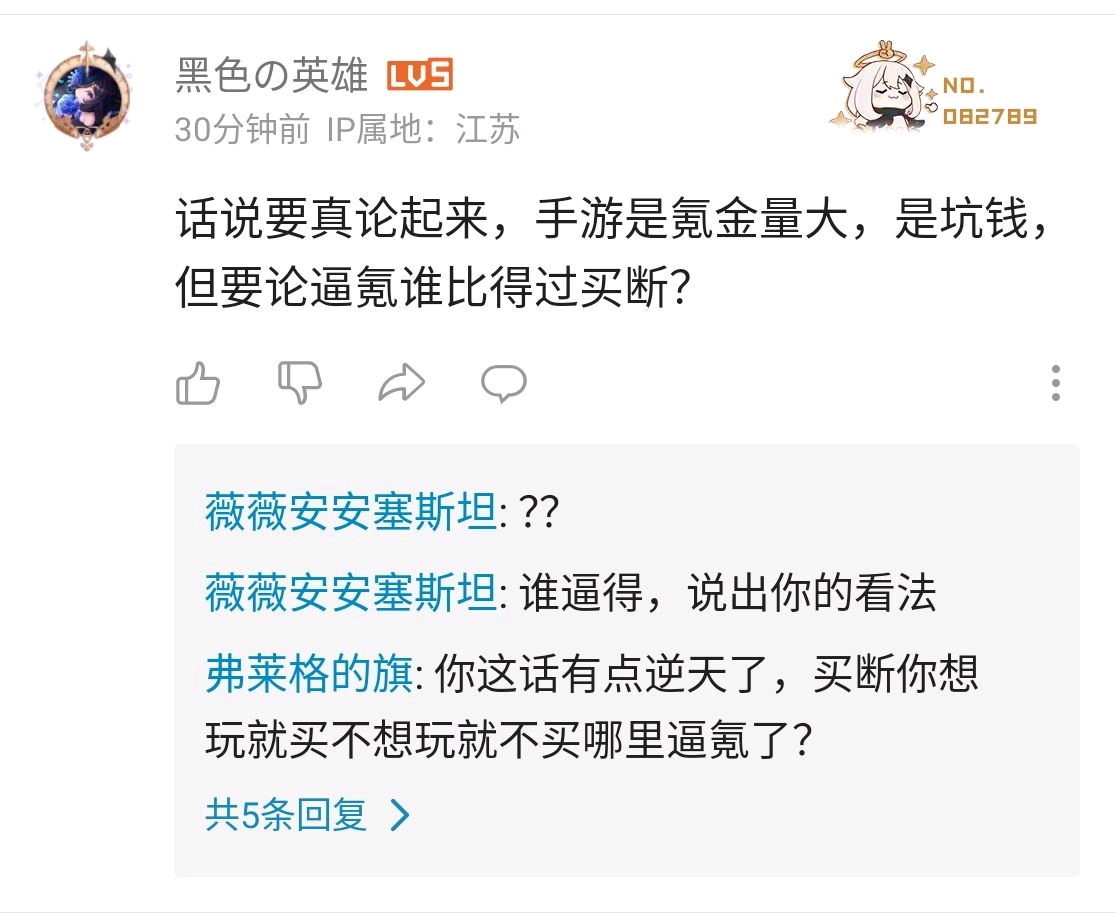 黑色の英雄 LV5
30分钟前 IP属地：江苏
NO.
082789
话说要真论起来，手游是氪金量大，是坑钱，
但要论逼氪谁比得过买断？
薇薇安安塞斯坦: ??
薇薇安安塞斯坦: 谁逼得，说出你的看法
弗莱格的旗: 你这话有点逆天了，买断你想
玩就买不想玩就不买哪里逼氪了？
共5条回复